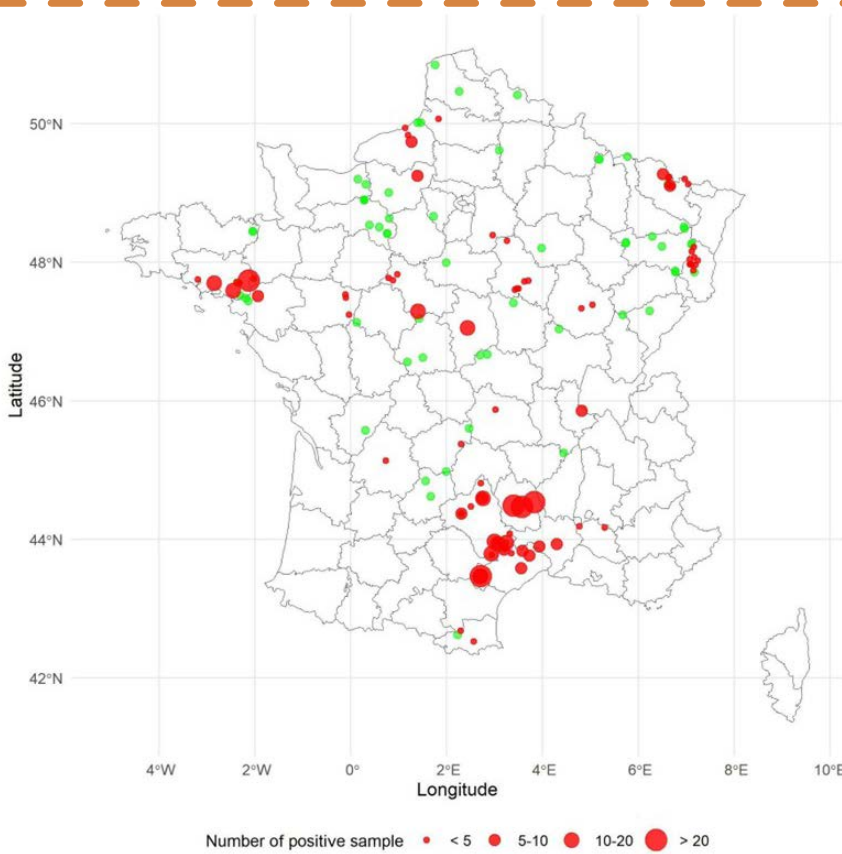 50°N
48°N
46°N
44°N
42°N
Latitude
4°W 2°W 0° 2°E 4°E 6°E 8°E 10°E
Longitude
Number of positive sample < 5 5-10 10-20 > 20